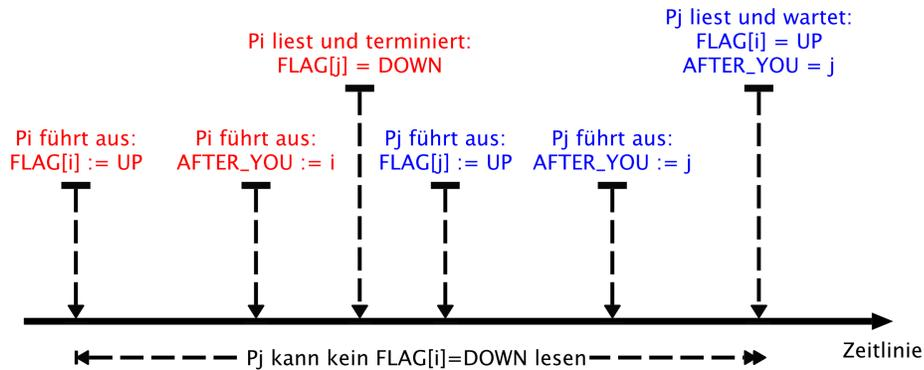 Pj liest und wartet:
FLAG[i] = UP
AFTER_YOU = j
Pi liest und terminiert:
FLAG[j] = DOWN
Pi führt aus:
FLAG[i] := UP
Pi führt aus:
AFTER_YOU := i
Pj führt aus:
FLAG[j] := UP
Pj führt aus:
AFTER_YOU := j
Pj kann kein FLAG[i]=DOWN lesen
Zeitlinie